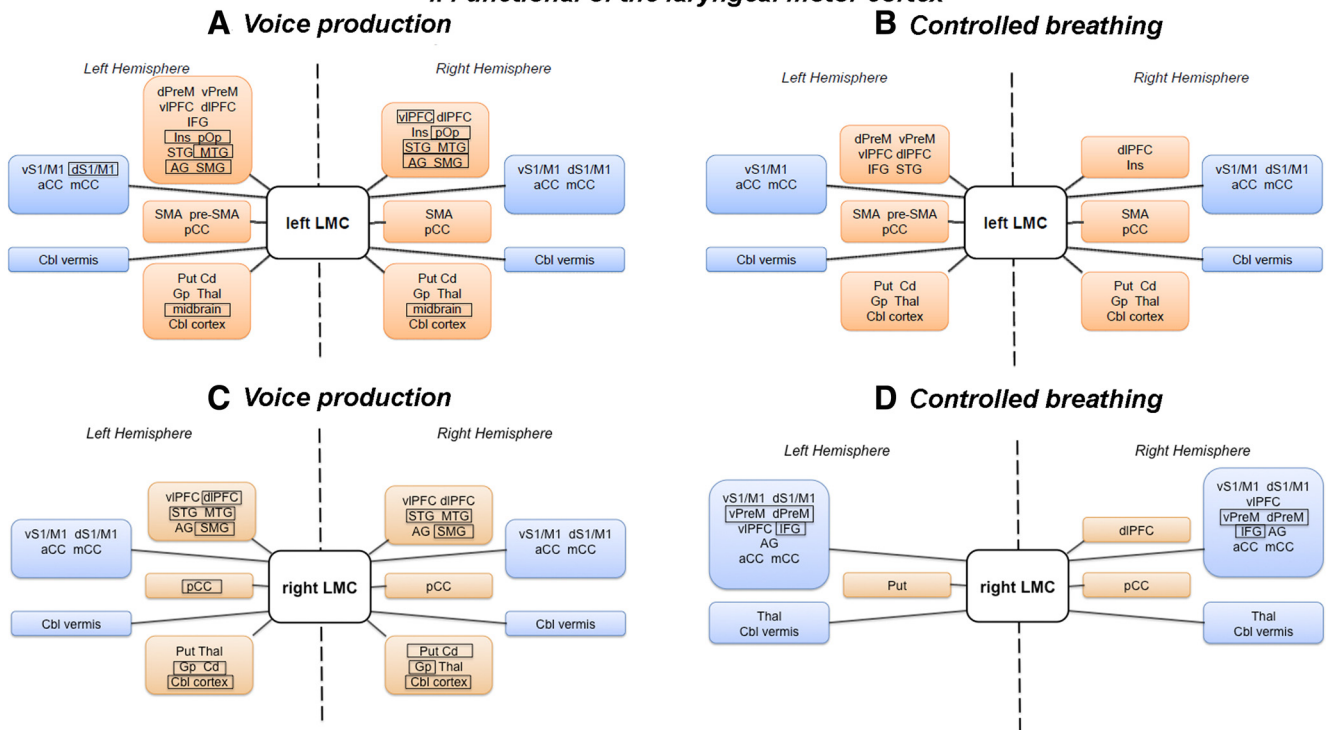 I. Functional of the laryngeal motor cortex
A Voice production
Left Hemisphere
Right Hemisphere
dPreM vPreM
vlPFC dlPFC
IFG
Ins pOp
STG MTG
AG SMG
vlPFC dlPFC
Ins pOp
STG MTG
AG SMG
vS1/M1 dS1/M1
aCC mCC
vS1/M1 dS1/M1
aCC mCC
SMA pre-SMA
pCC
left LMC
SMA
pCC
Cbl vermis
Cbl vermis
Put Cd
Gp Thal
midbrain
Cbl cortex
Put Cd
Gp Thal
midbrain
Cbl cortex
B Controlled breathing
Left Hemisphere
Right Hemisphere
dPreM vPreM
vlPFC dlPFC
IFG STG
dlPFC
Ins
vS1/M1
aCC mCC
vS1/M1 dS1/M1
aCC mCC
SMA pre-SMA
pCC
left LMC
SMA
pCC
Cbl vermis
Cbl vermis
Put Cd
Gp Thal
Cbl cortex
Put Cd
Gp Thal
Cbl cortex
C Voice production
Left Hemisphere
Right Hemisphere
vlPFC dlPFC
STG MTG
AG SMG
vlPFC dlPFC
STG MTG
AG SMG
vS1/M1 dS1/M1
aCC mCC
vS1/M1 dS1/M1
aCC mCC
pCC
right LMC
pCC
Cbl vermis
Cbl vermis
Put Thal
Gp Cd
Cbl cortex
Put Cd
Gp Thal
Cbl cortex
D Controlled breathing
Left Hemisphere
Right Hemisphere
vS1/M1 dS1/M1
vPreM dPreM
vlPFC IFG
AG
aCC mCC
vS1/M1 dS1/M1
vlPFC
vPreM dPreM
IFG AG
aCC mCC
dlPFC
Put
right LMC
pCC
Thal
Cbl vermis
Thal
Cbl vermis